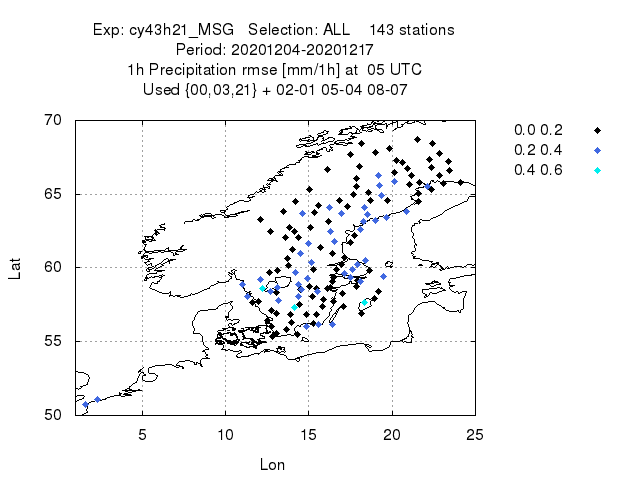 Exp: cy43h21_MSG Selection: ALL 143 stations
Period: 20201204-20201217
1h Precipitation rmse [mm/1h] at 05 UTC
Used {00,03,21} + 02-01 05-04 08-07
0.0 0.2
0.2 0.4
0.4 0.6
70
65
60
55
50
Lat
5 10 15 20 25
Lon